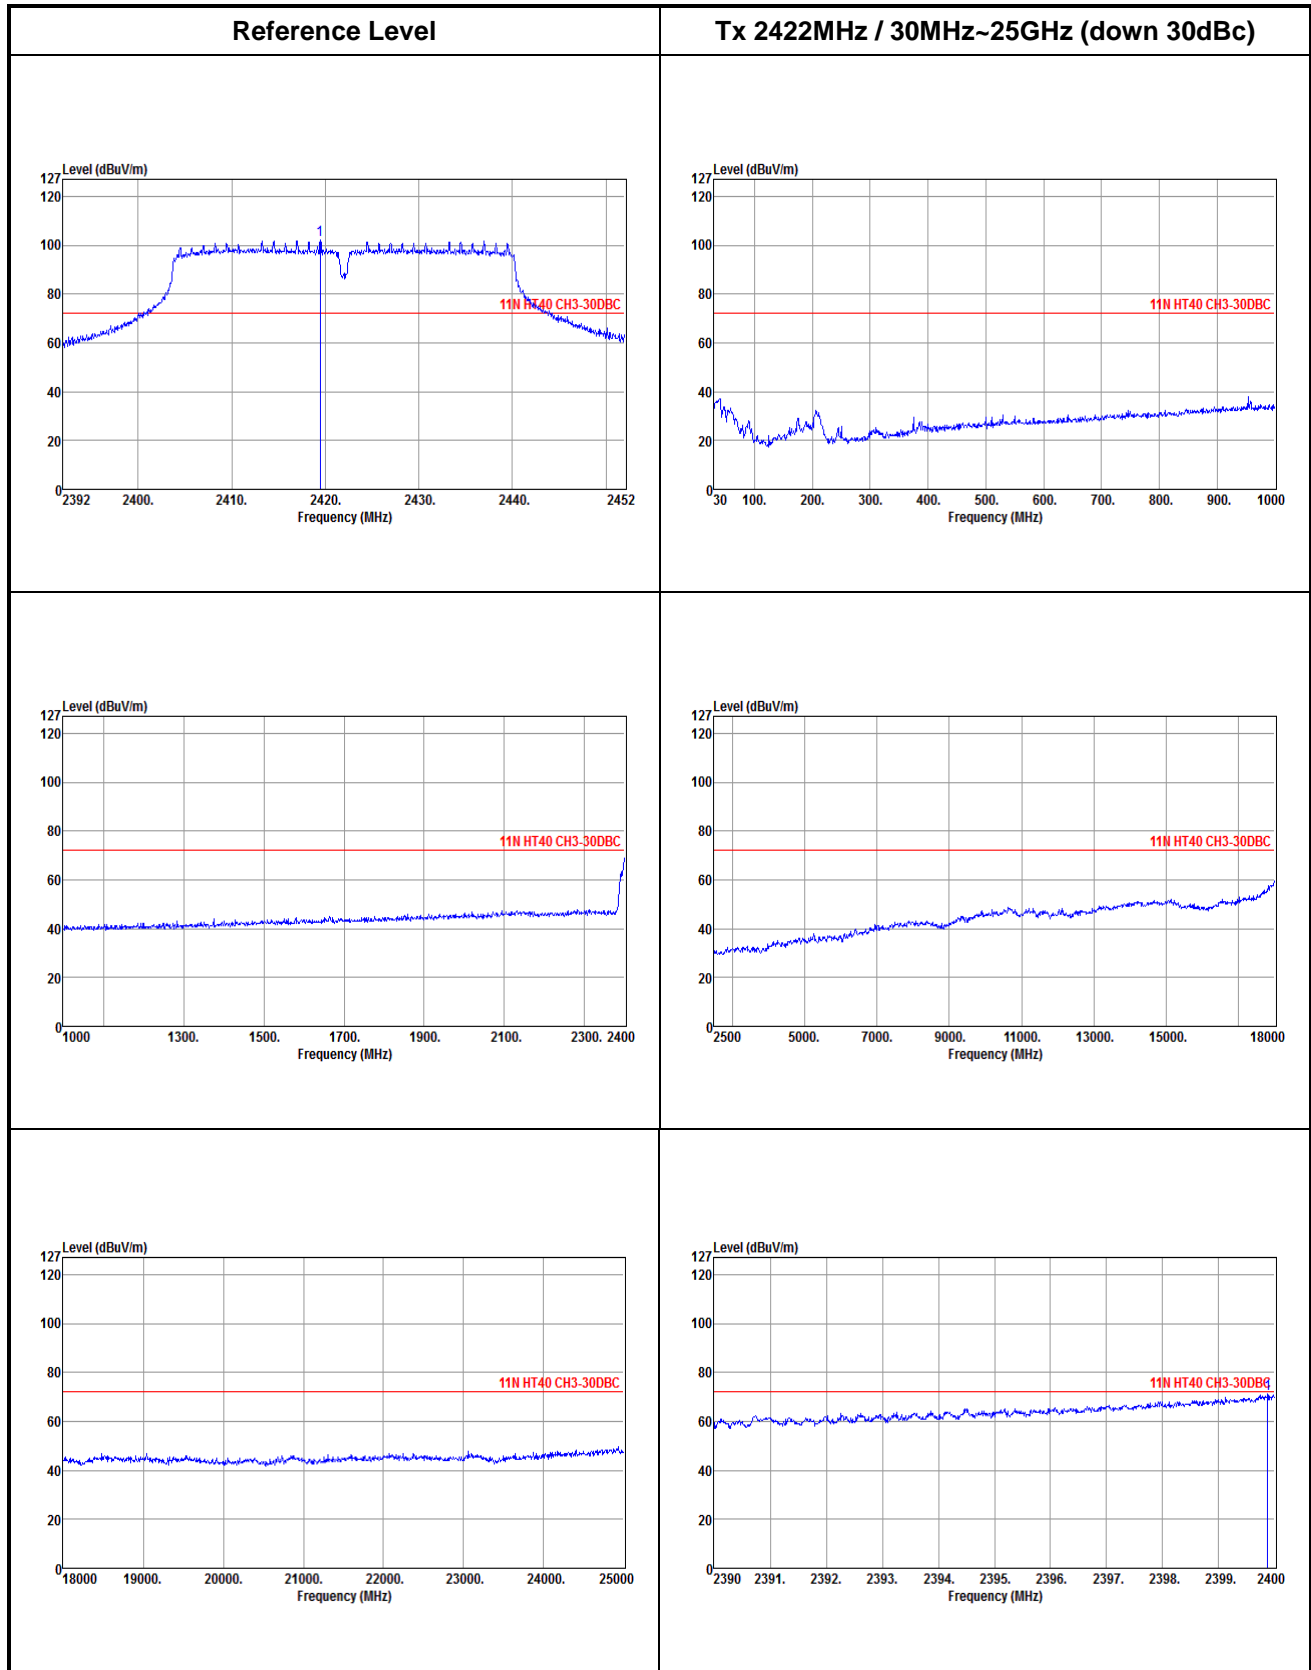 Reference Level
Tx 2422MHz / 30MHz~25GHz (down 30dBc)
127 Level (dBuV/m)
120
100
1
80
11N HT40 CH3-30DBC
60
40
20
0
2392 2400. 2410. 2420. 2430. 2440. 2452
Frequency (MHz)
127 Level (dBuV/m)
120
100
80
11N HT40 CH3-30DBC
60
40
20
0
30 100. 200. 300. 400. 500. 600. 700. 800. 900. 1000
Frequency (MHz)
127 Level (dBuV/m)
120
100
80
11N HT40 CH3-30DBC
60
40
20
0
1000 1300. 1500. 1700. 1900. 2100. 2300. 2400
Frequency (MHz)
127 Level (dBuV/m)
120
100
80
11N HT40 CH3-30DBC
60
40
20
0
2500 5000. 7000. 9000. 11000. 13000. 15000. 18000
Frequency (MHz)
127 Level (dBuV/m)
120
100
80
11N HT40 CH3-30DBC
60
40
20
0
18000 19000. 20000. 21000. 22000. 23000. 24000. 25000
Frequency (MHz)
127 Level (dBuV/m)
120
100
80
11N HT40 CH3-30DBC
1
60
40
20
0
2390 2391. 2392. 2393. 2394. 2395. 2396. 2397. 2398. 2399. 2400
Frequency (MHz)